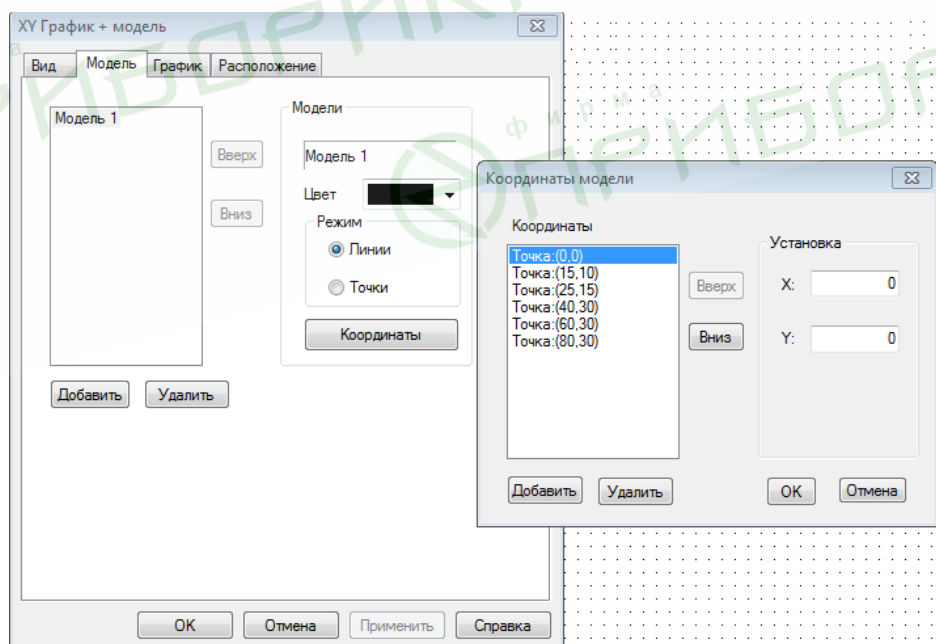 XY График + модель
Вид
Модель
График
Расположение
Модель 1
Вверх
Вниз
Модели
Модель 1
Цвет
Режим
Линии
Точки
Координаты
Добавить
Удалить
OK
Отмена
Применить
Справка
Координаты модели
Координаты
Точка:(0,0)
Точка:(15,10)
Точка:(25,15)
Точка:(40,30)
Точка:(60,30)
Точка:(80,30)
Вверх
Вниз
Установка
X: 0
Y: 0
Добавить
Удалить
OK
Отмена
фирма